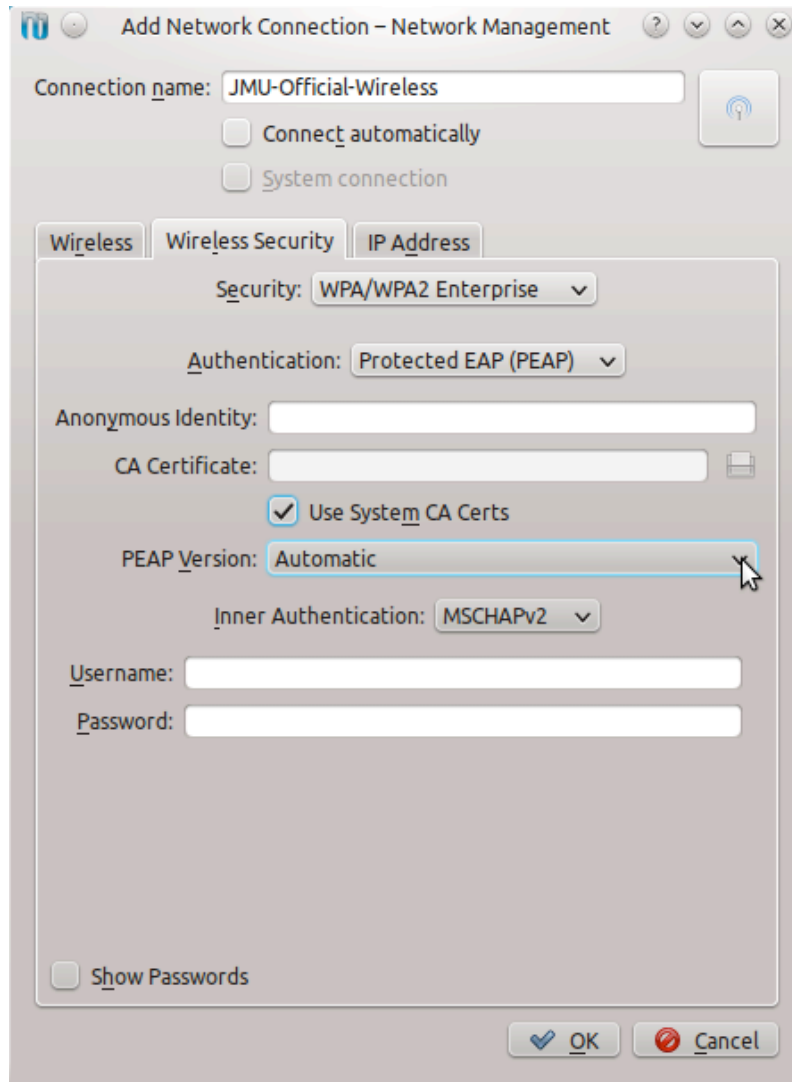 Add Network Connection – Network Management
Connection name: JMU-Official-Wireless
Connect automatically
System connection
Wireless Wireless Security IP Address
Security: WPA/WPA2 Enterprise
Authentication: Protected EAP (PEAP)
Anonymous Identity:
CA Certificate:
Use System CA Certs
PEAP Version: Automatic
Inner Authentication: MSCHAPv2
Username:
Password:
Show Passwords
OK Cancel